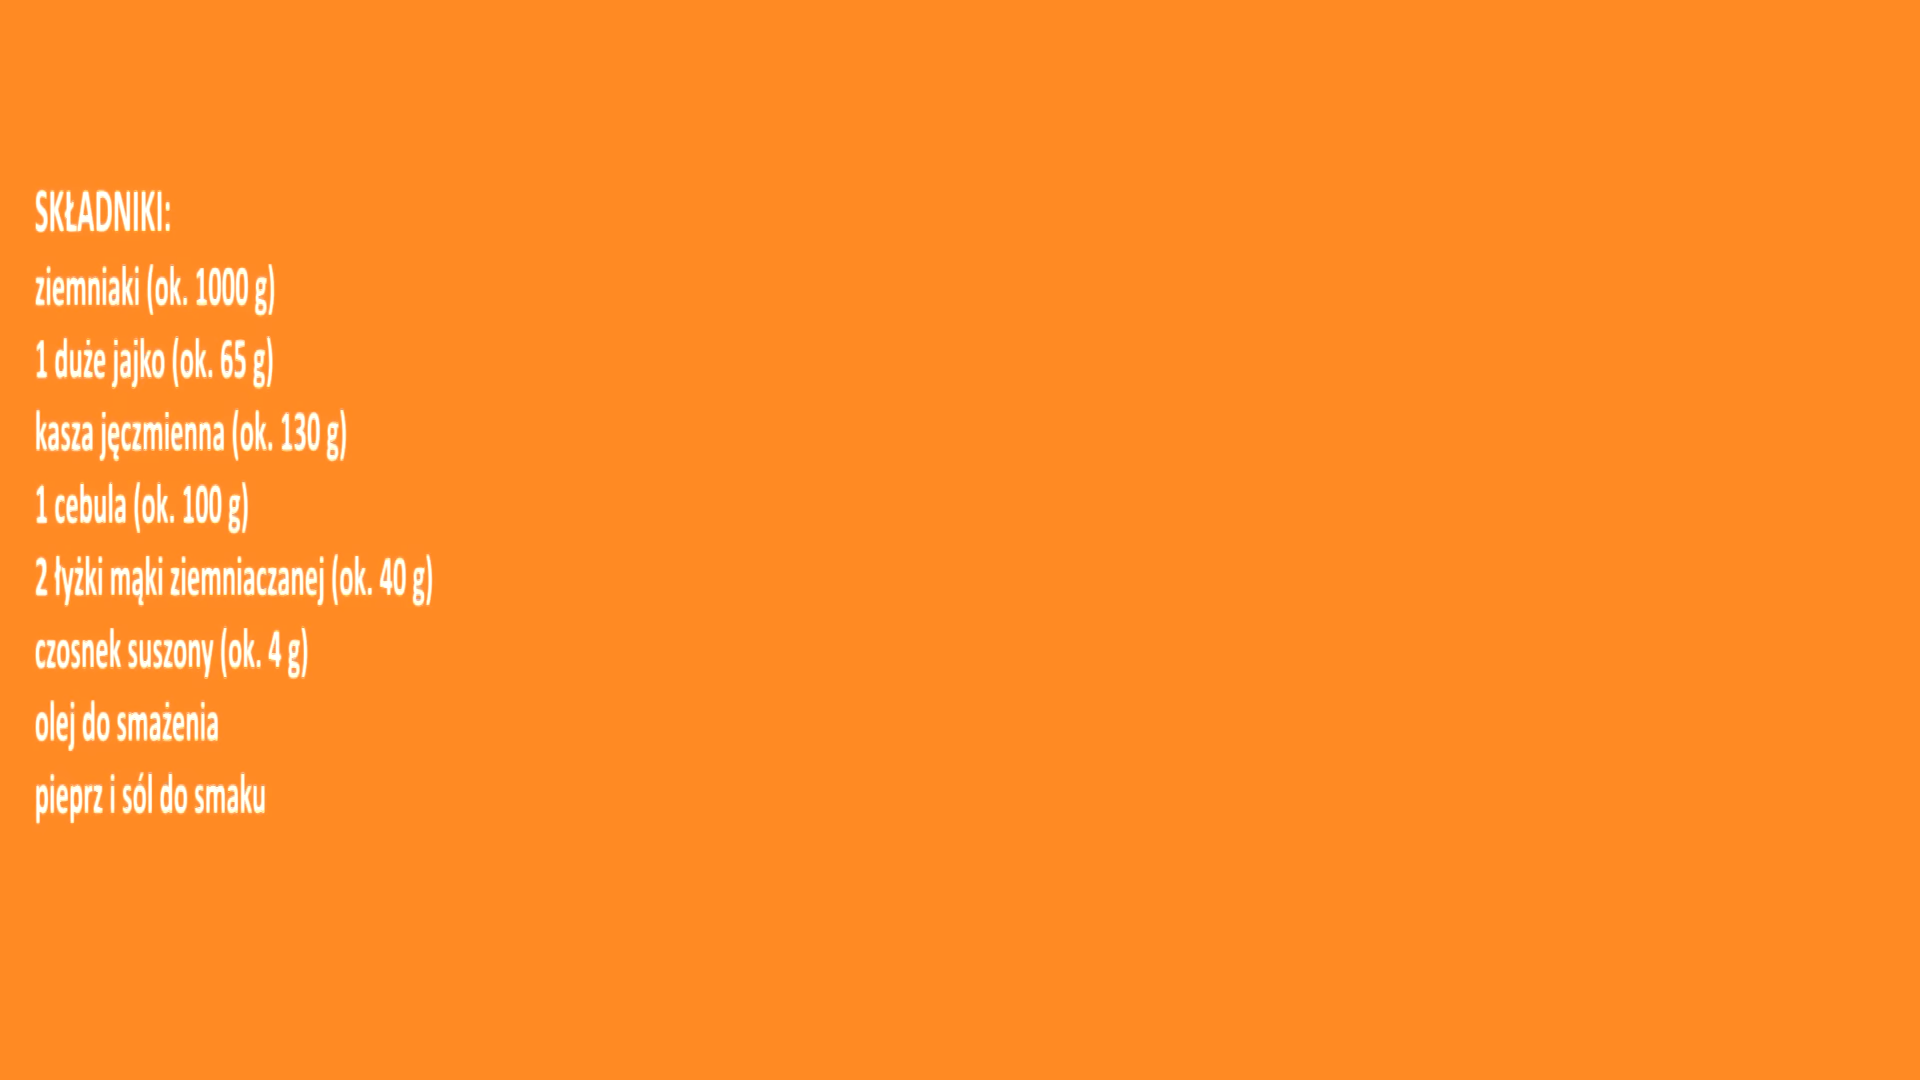 SKŁADNIKI:
ziemniaki (ok. 1000 g)
1 duże jajko (ok. 65 g)
kasza jęczmienna (ok. 130 g)
1 cebula (ok. 100 g)
2 łyżki mąki ziemniaczanej (ok. 40 g)
czosnek suszony (ok. 4 g)
olej do smażenia
pieprz i sól do smaku